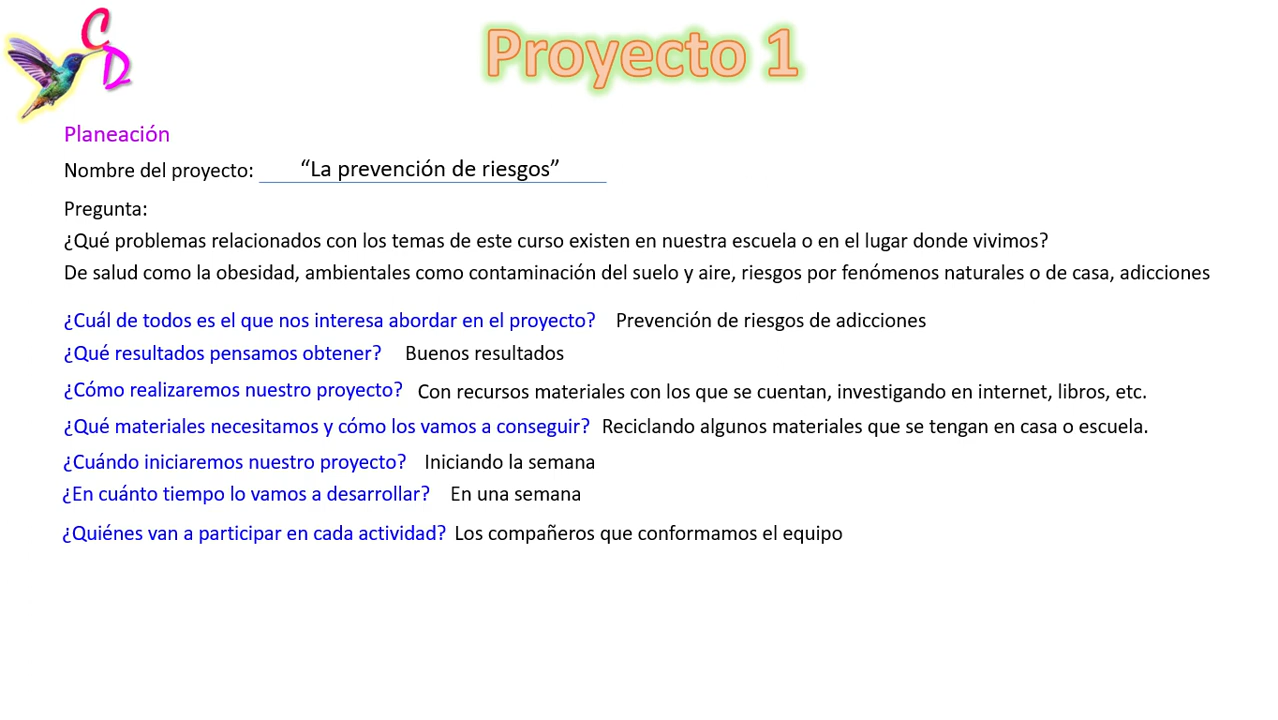 CD
Proyecto 1
Planeación
Nombre del proyecto: “La prevención de riesgos”
Pregunta:
¿Qué problemas relacionados con los temas de este curso existen en nuestra escuela o en el lugar donde vivimos?
De salud como la obesidad, ambientales como contaminación del suelo y aire, riesgos por fenómenos naturales o de casa, adicciones
¿Cuál de todos es el que nos interesa abordar en el proyecto? Prevención de riesgos de adicciones
¿Qué resultados pensamos obtener? Buenos resultados
¿Cómo realizaremos nuestro proyecto? Con recursos materiales con los que se cuentan, investigando en internet, libros, etc.
¿Qué materiales necesitamos y cómo los vamos a conseguir? Reciclando algunos materiales que se tengan en casa o escuela.
¿Cuándo iniciaremos nuestro proyecto? Iniciando la semana
¿En cuánto tiempo lo vamos a desarrollar? En una semana
¿Quiénes van a participar en cada actividad? Los compañeros que conformamos el equipo